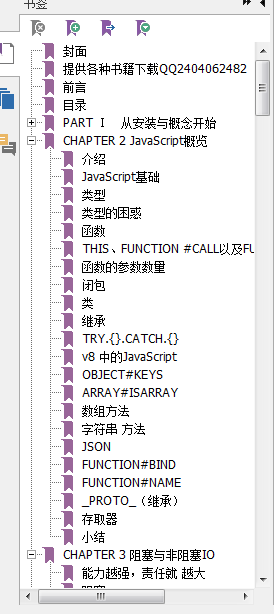 书签
封面
提供各种书籍下载QQ2404062482
前言
目录
PART Ⅰ 从安装与概念开始
CHAPTER 2 JavaScript概览
介绍
JavaScript基础
类型
类型的困惑
函数
THIS、FUNCTION #CALL以及FU
函数的参数数量
闭包
类
继承
TRY.{}.CATCH.{}
v8 中的JavaScript
OBJECT#KEYS
ARRAY#ISARRAY
数组方法
字符串 方法
JSON
FUNCTION#BIND
FUNCTION#NAME
_PROTO_（继承）
存取器
小结
CHAPTER 3 阻塞与非阻塞IO
能力越强，责任就 越大